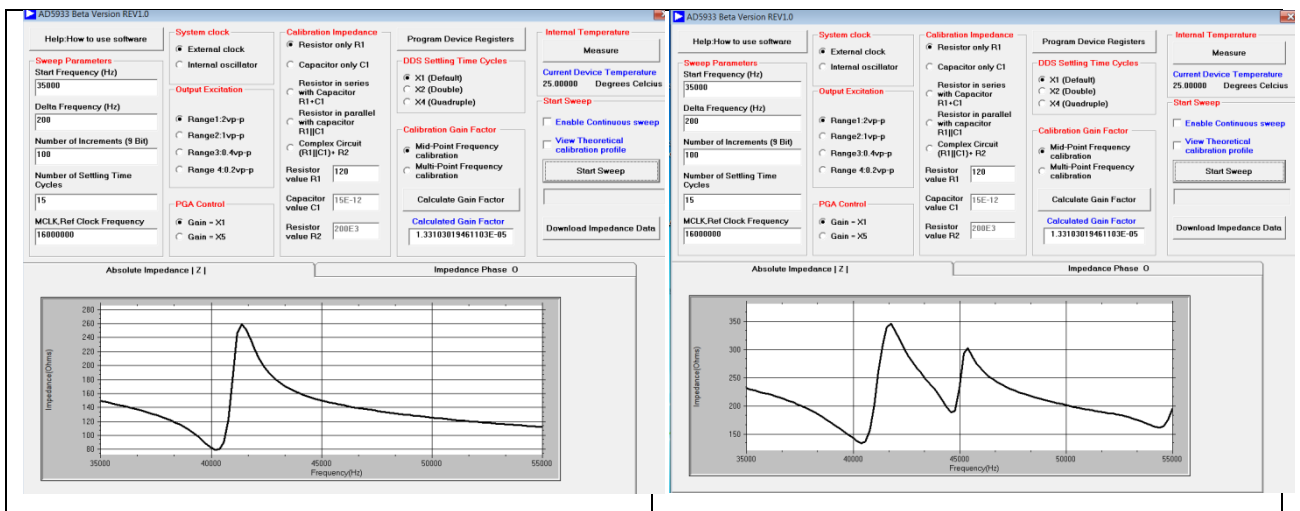 AD5933 Beta Version REV1.0
Help:How to use software
Sweep Parameters
Start Frequency (Hz)
35000
Delta Frequency (Hz)
200
Number of Increments (9 Bit)
100
Number of Settling Time
Cycles
15
MCLK,Ref Clock Frequency
16000000
System clock
External clock
Internal oscillator
Output Excitation
Range1:2vp-p
Range2:1vp-p
Range3:0.4vp-p
Range 4:0.2vp-p
PGA Control
Gain = X1
Gain = X5
Calibration Impedance
Resistor only R1
Capacitor only C1
Resistor in series
with Capacitor
R1+C1
Resistor in parallel
with capacitor
R1||C1
Complex Circuit
(R1||C1)+ R2
Resistor
value R1
120
Capacitor
value C1
15E-12
Resistor
value R2
200E3
Program Device Registers
DDS Settling Time Cycles
X1 (Default)
X2 (Double)
X4 (Quadruple)
Calibration Gain Factor
Mid-Point Frequency
calibration
Multi-Point Frequency
calibration
Calculate Gain Factor
Calculated Gain Factor
1.33103019461103E-05
Internal Temperature
Measure
Current Device Temperature
25.00000 Degrees Celcius
Start Sweep
Enable Continuous sweep
View Theoretical
calibration profile
Start Sweep
Download Impedance Data
Absolute Impedance | Z |
Impedance Phase O
Impedance(Ohms)
280
260
240
220
200
180
160
140
120
100
80
35000 40000 45000 50000 55000
Frequency(Hz)
AD5933 Beta Version REV1.0
Help:How to use software
Sweep Parameters
Start Frequency (Hz)
35000
Delta Frequency (Hz)
200
Number of Increments (9 Bit)
100
Number of Settling Time
Cycles
15
MCLK,Ref Clock Frequency
16000000
System clock
External clock
Internal oscillator
Output Excitation
Range1:2vp-p
Range2:1vp-p
Range3:0.4vp-p
Range 4:0.2vp-p
PGA Control
Gain = X1
Gain = X5
Calibration Impedance
Resistor only R1
Capacitor only C1
Resistor in series
with Capacitor
R1+C1
Resistor in parallel
with capacitor
R1||C1
Complex Circuit
(R1||C1)+ R2
Resistor
value R1
120
Capacitor
value C1
15E-12
Resistor
value R2
200E3
Program Device Registers
DDS Settling Time Cycles
X1 (Default)
X2 (Double)
X4 (Quadruple)
Calibration Gain Factor
Mid-Point Frequency
calibration
Multi-Point Frequency
calibration
Calculate Gain Factor
Calculated Gain Factor
1.33103019461103E-05
Internal Temperature
Measure
Current Device Temperature
25.00000 Degrees Celcius
Start Sweep
Enable Continuous sweep
View Theoretical
calibration profile
Start Sweep
Download Impedance Data
Absolute Impedance | Z |
Impedance Phase O
Impedance(Ohms)
350
300
250
200
150
35000 40000 45000 50000 55000
Frequency(Hz)